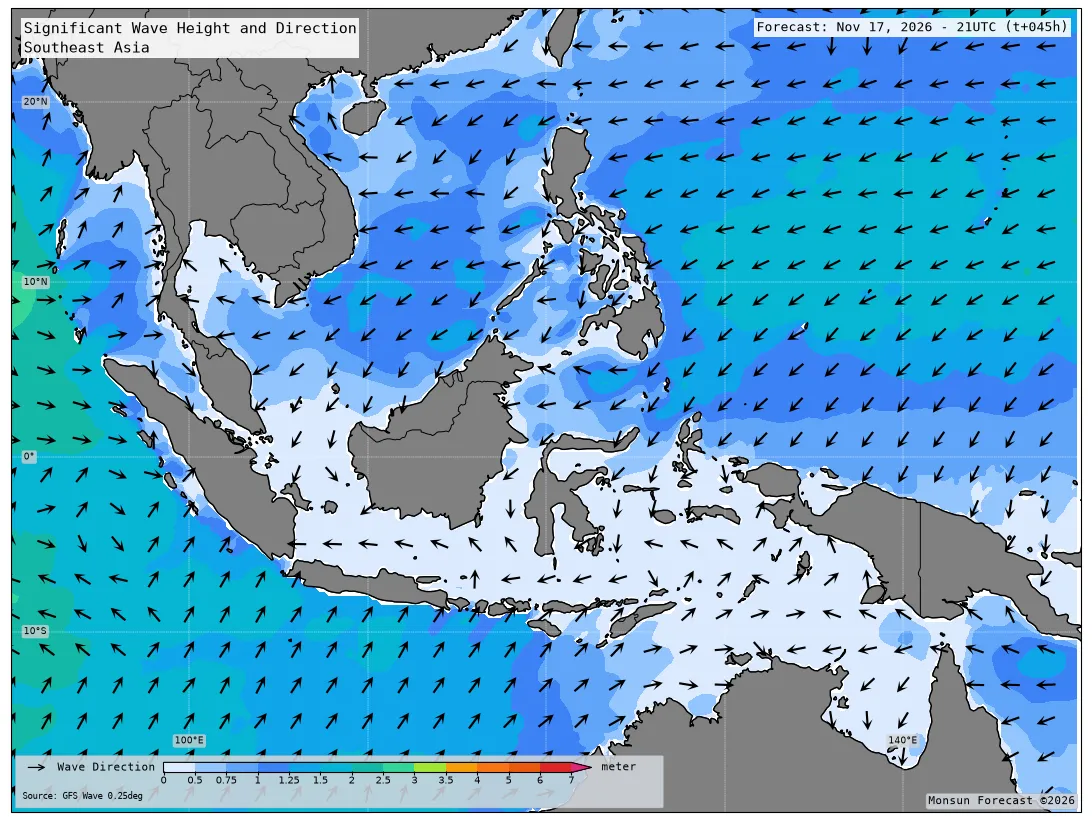 Significant Wave Height and Direction
Southeast Asia
Forecast: Nov 17, 2026 - 21UTC (t+045h)
20°N
10°N
0°
10°S
100°E
140°E
Wave Direction
meter
0 0.5 0.75 1 1.25 1.5 2 2.5 3 3.5 4 5 6 7
Source: GFS Wave 0.25deg
Monsun Forecast ©2026